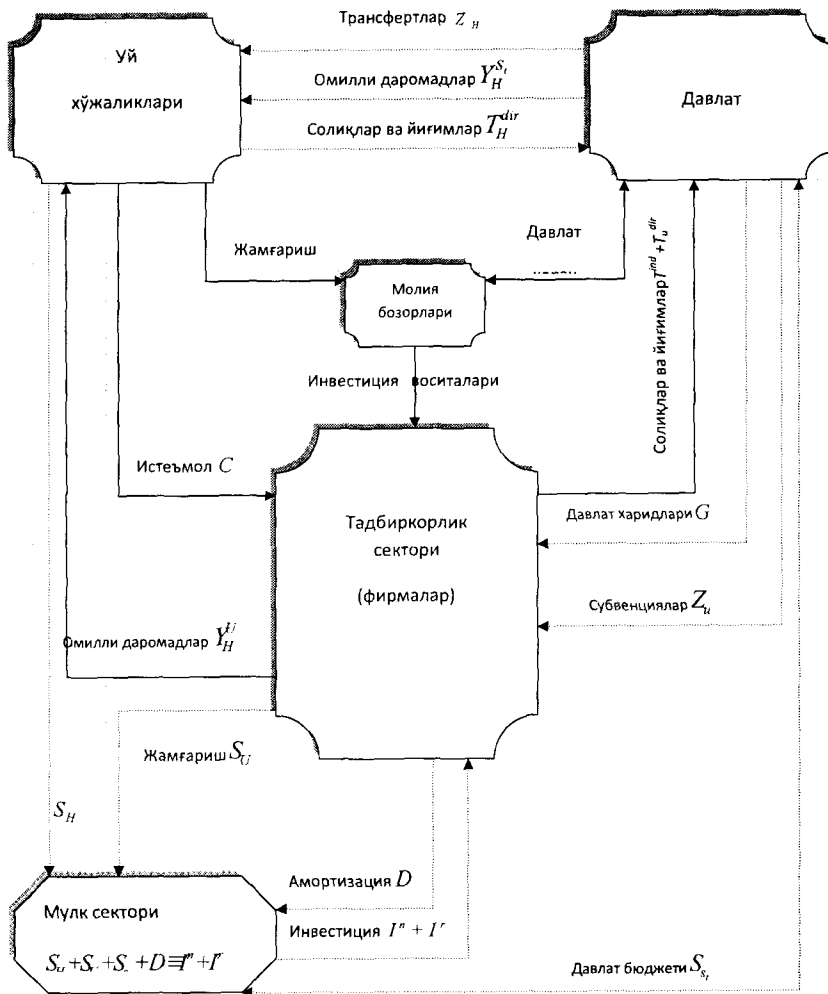 Трансфертлар Z_H
Уй
хўжаликлари
Омилли даромадлар Y_H^{S_t}
Давлат
Солиқлар ва йиғимлар T_H^{dir}
Жамғариш
Давлат
Молия
бозорлари
Солиқлар ва йиғимлар T^{ind} + T_u^{dir}
Инвестиция воситалари
Истеъмол C
Давлат харидлари G
Тадбиркорлик
сектори
(фирмалар)
Субвенциялар Z_u
Омилли даромадлар Y_H^U
Жамғариш S_U
S_H
Амортизация D
Мулк сектори
Инвестиция I^n + I^r
+ D ≡ I^n + I^r
Давлат бюджети S_{S_t}